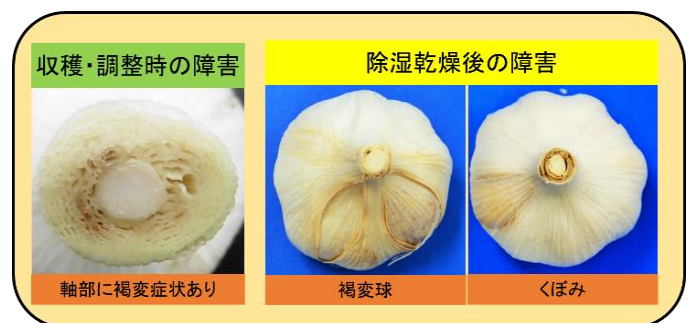 収穫・調整時の障害
除湿乾燥後の障害
軸部に褐変症状あり
褐変球
くぼみ